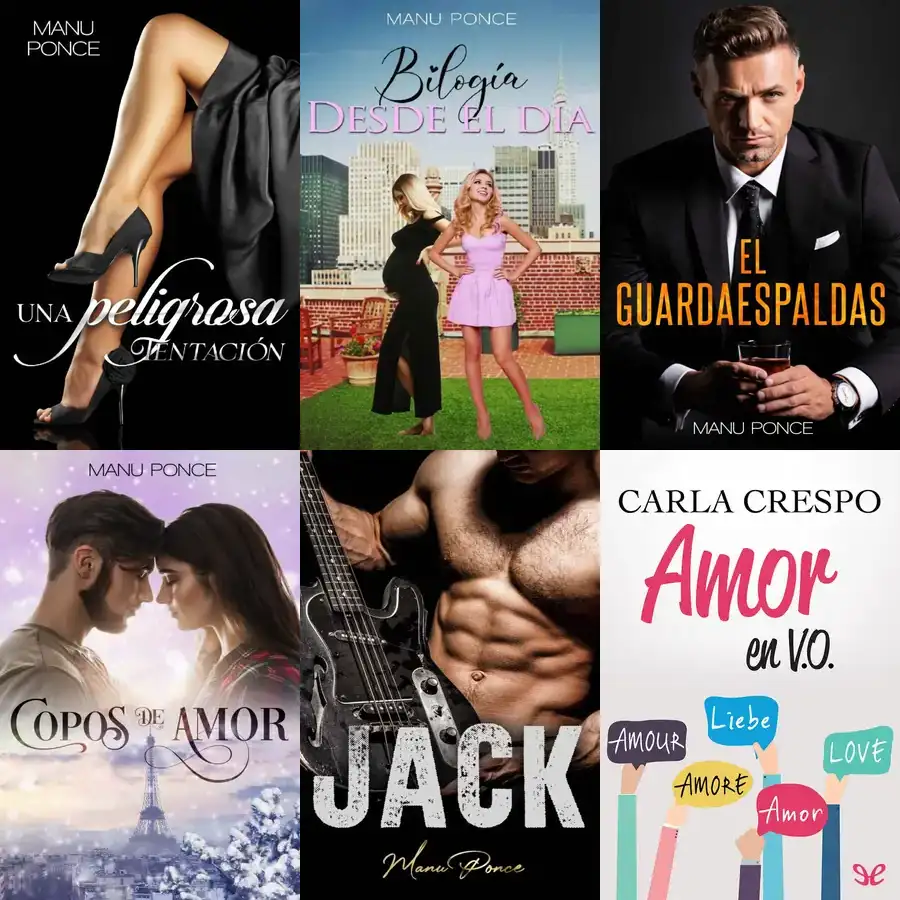 MANU
PONCE
UNA peligrosa
TENTACIÓN
MANU PONCE
Bilogía
DESDE EL DÍA
EL
GUARDAESPALDAS
MANU PONCE
MANU PONCE
COPOS DE AMOR
JACK
Manu Ponce
CARLA CRESPO
Amor
en V.O.
AMOUR
Liebe
LOVE
AMORE
Amor